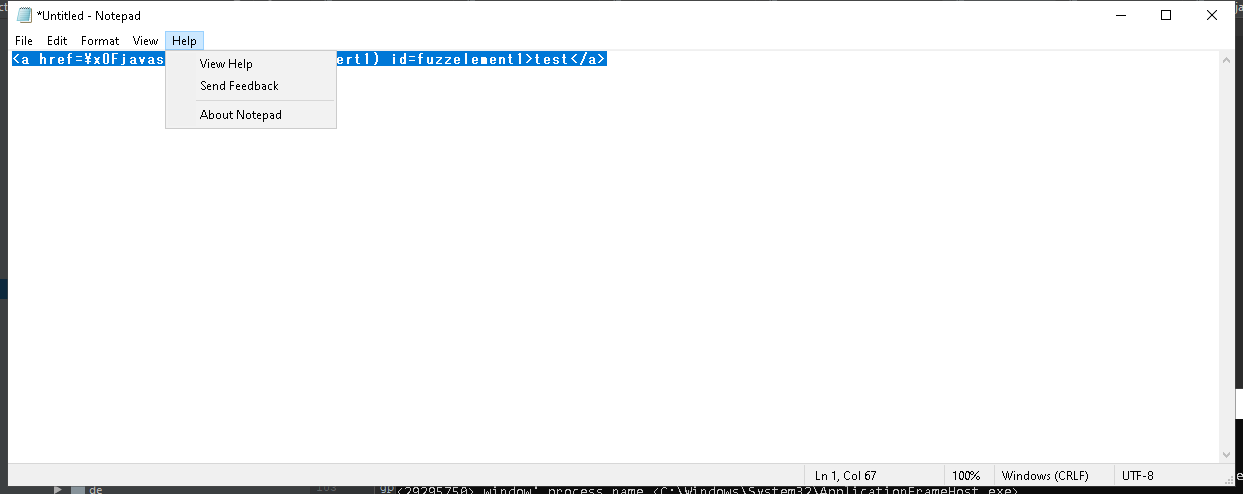 *Untitled - Notepad
File Edit Format View Help
<a href=¥x0Fjavas ert1) id=fuzzelement1>test</a>
View Help
Send Feedback
About Notepad
Ln 1, Col 67 100% Windows (CRLF) UTF-8
de
<29295750> window' process name <C:\Windows\System32\ApplicationFrameHost.exe>